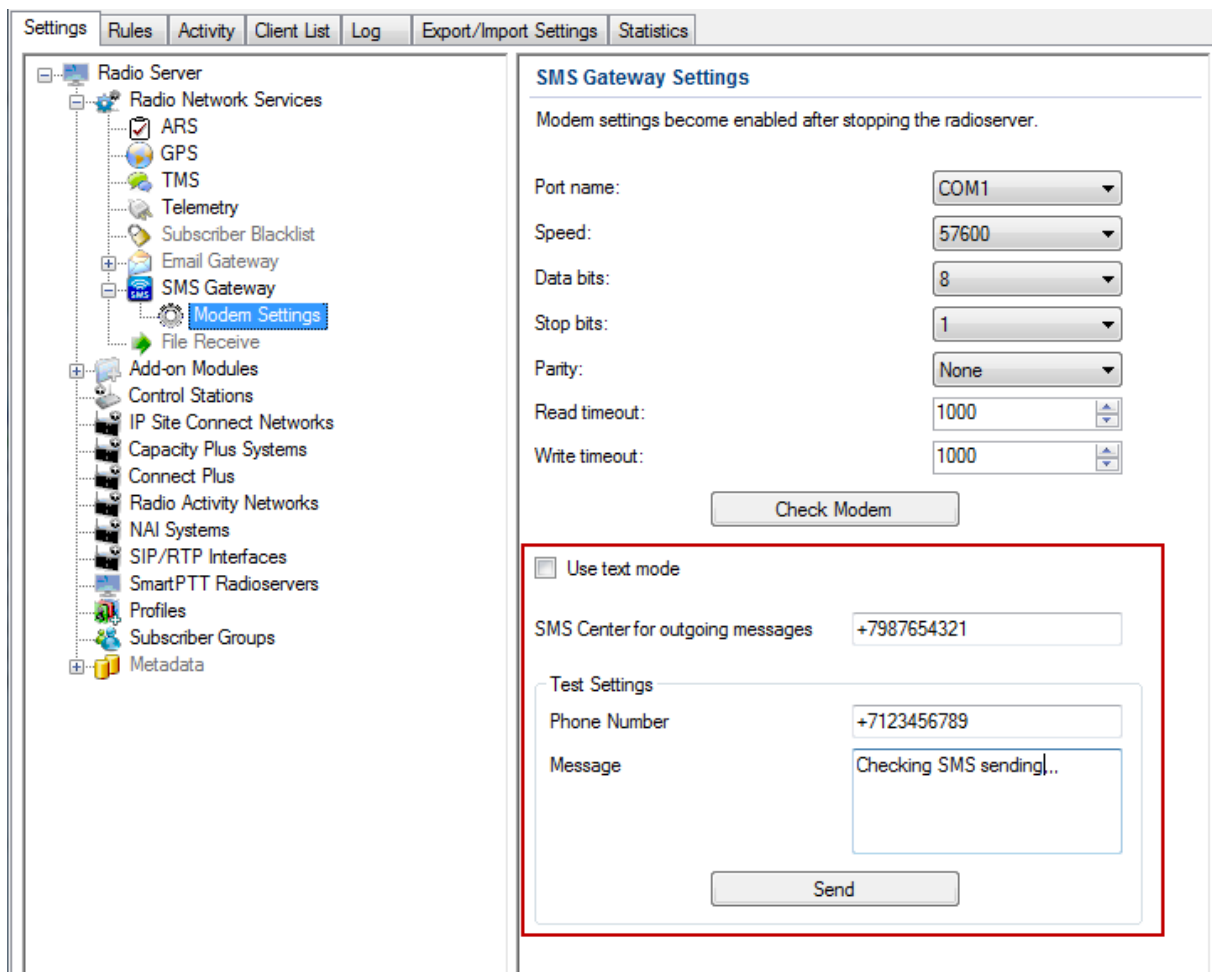 Settings Rules Activity Client List Log Export/Import Settings Statistics
Radio Server
Radio Network Services
ARS
GPS
TMS
Telemetry
Subscriber Blacklist
Email Gateway
SMS Gateway
Modem Settings
File Receive
Add-on Modules
Control Stations
IP Site Connect Networks
Capacity Plus Systems
Connect Plus
Radio Activity Networks
NAI Systems
SIP/RTP Interfaces
SmartPTT Radioservers
Profiles
Subscriber Groups
Metadata
SMS Gateway Settings
Modem settings become enabled after stopping the radioserver.
Port name: COM1
Speed: 57600
Data bits: 8
Stop bits: 1
Parity: None
Read timeout: 1000
Write timeout: 1000
Check Modem
Use text mode
SMS Center for outgoing messages +7987654321
Test Settings
Phone Number +7123456789
Message Checking SMS sending...
Send